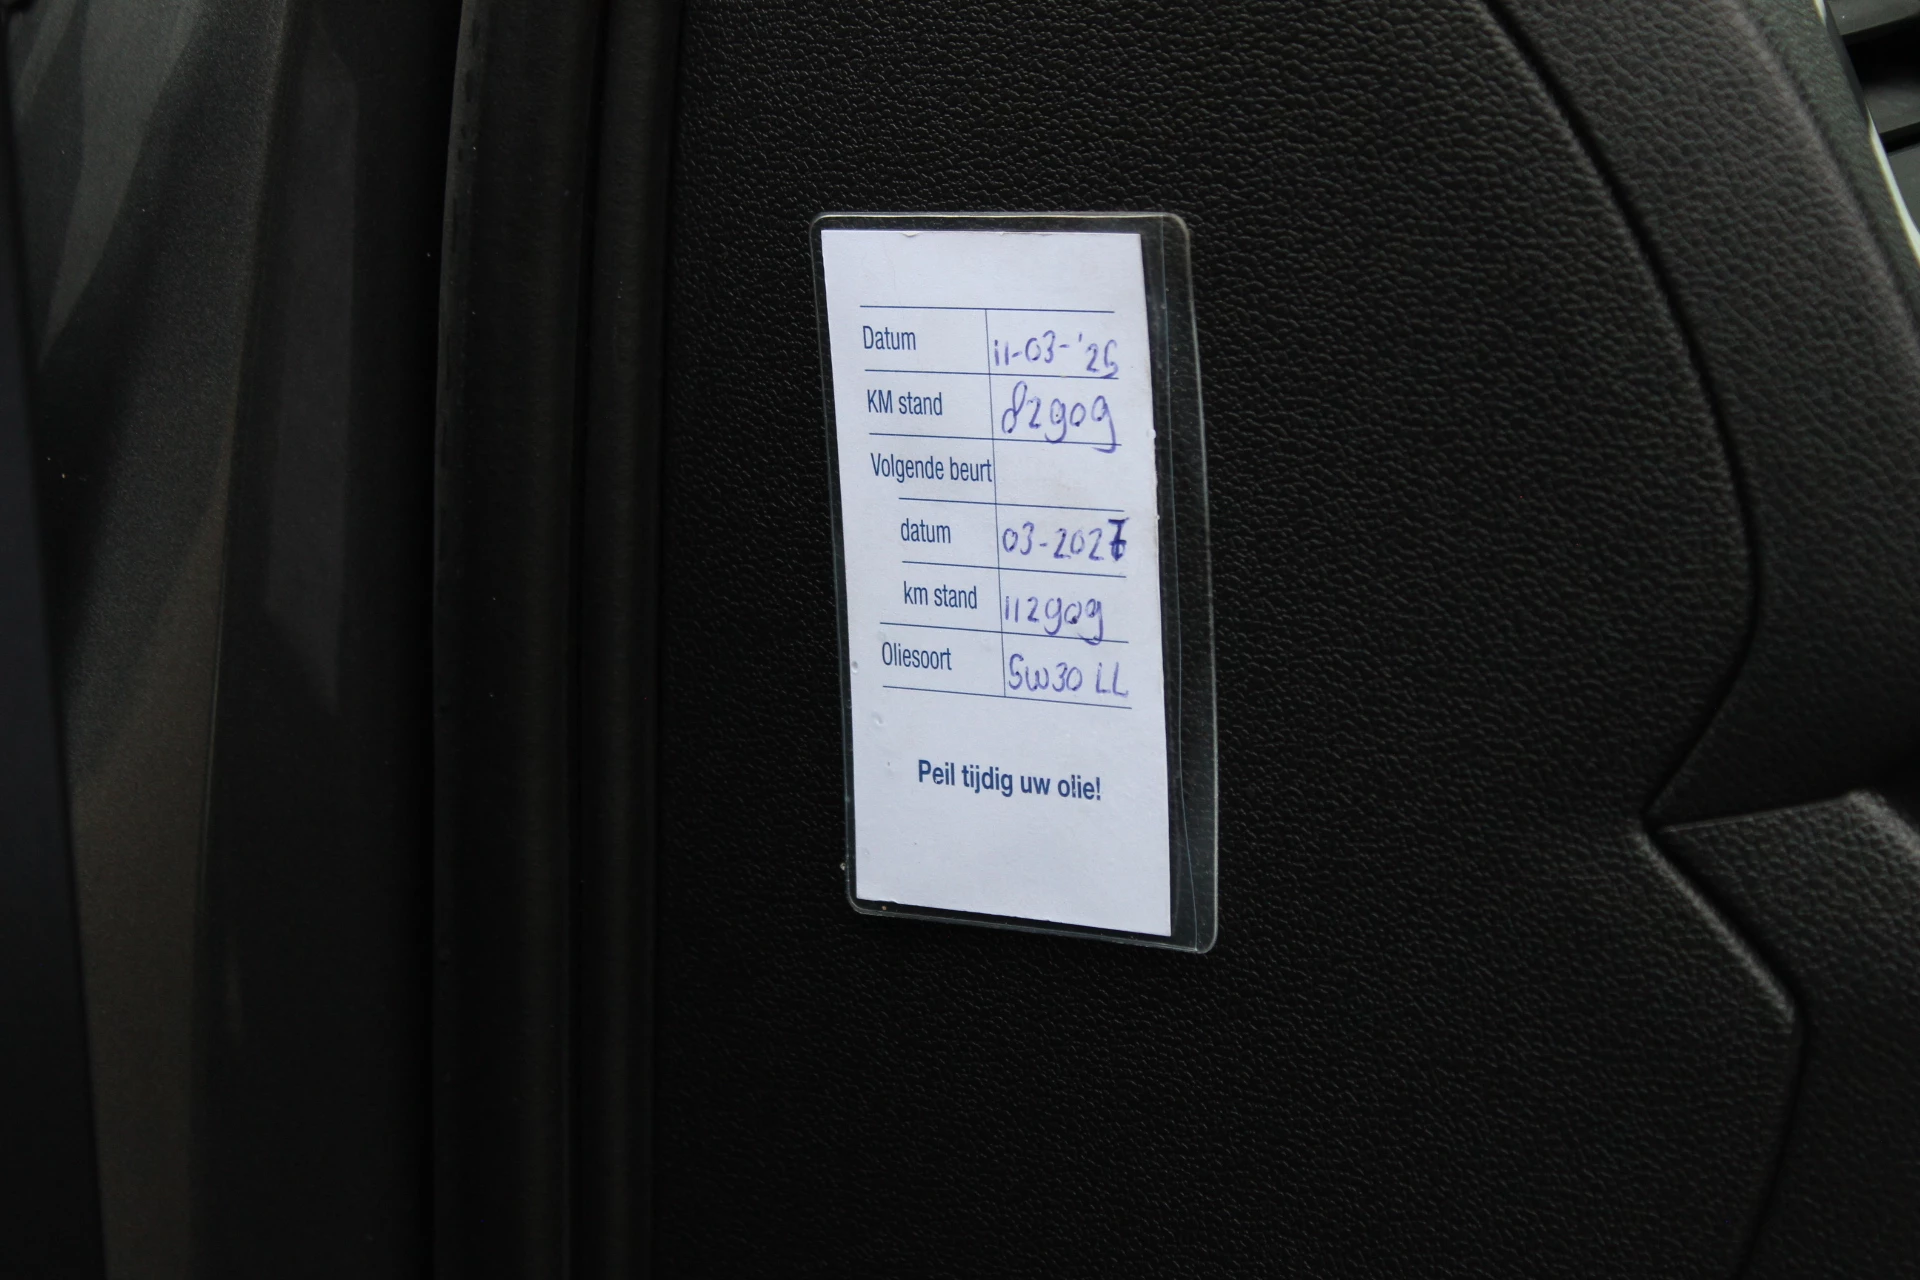 Datum 11-03-'25
KM stand 82909
Volgende beurt
datum 03-2027
km stand 112909
Oliesoort 5W30 LL
Peil tijdig uw olie!